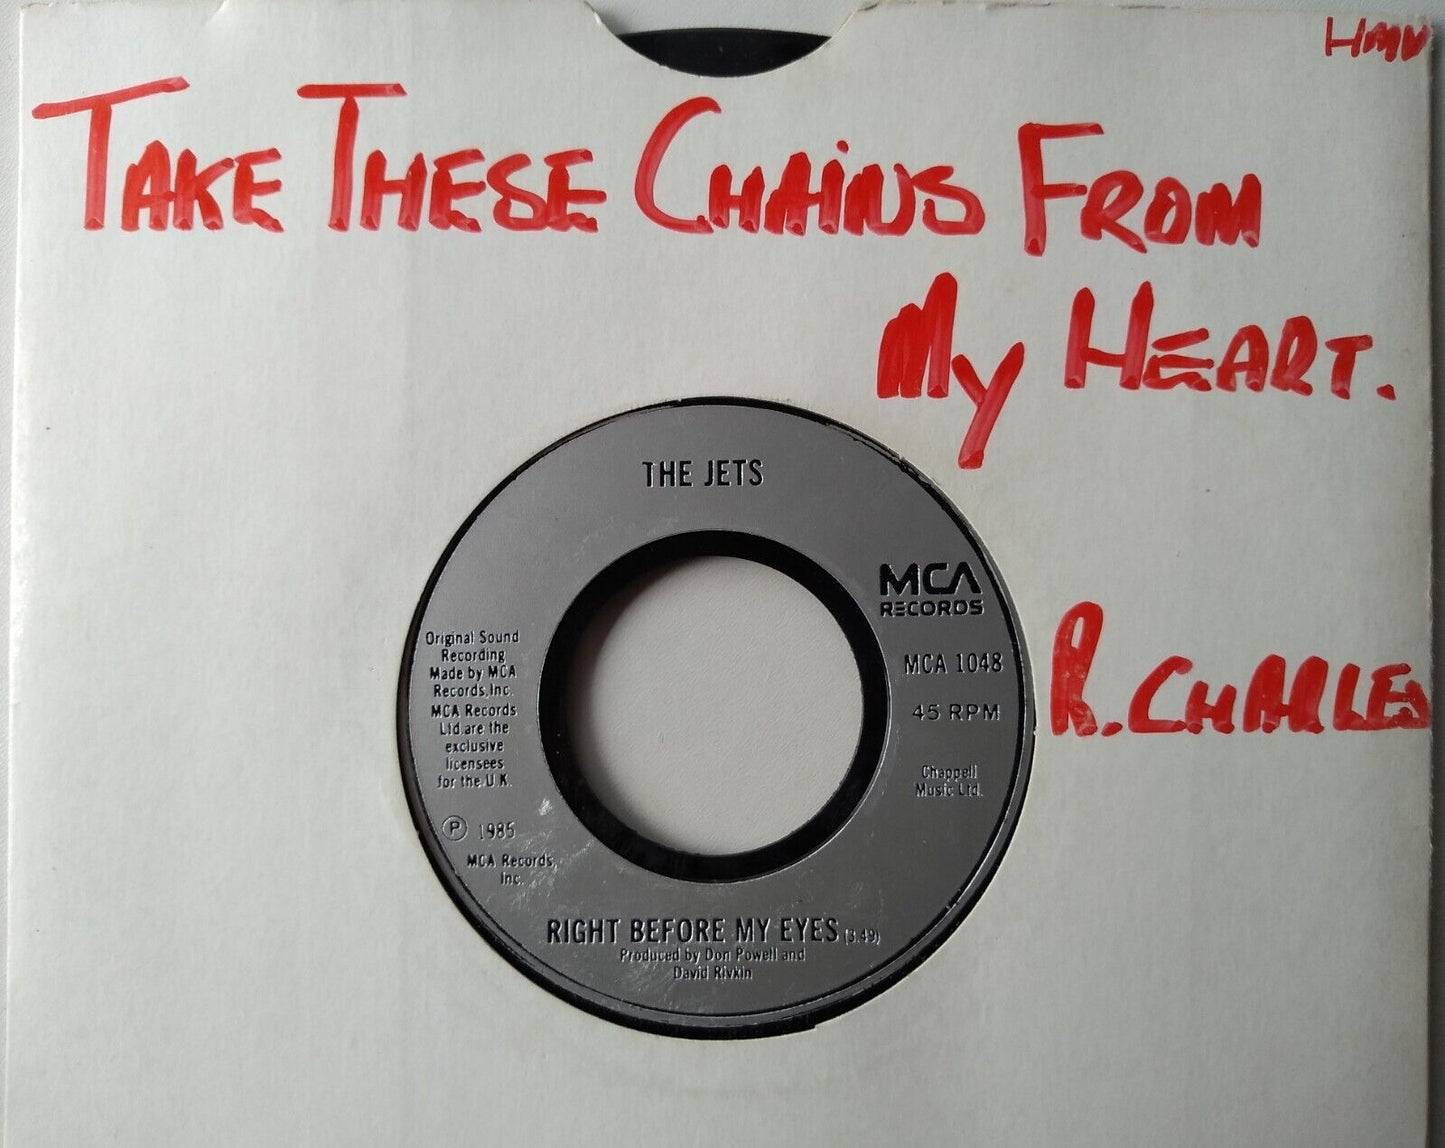 HMV
TAKE THESE CHAINS FROM
MY HEART.
R. CHARLES
THE JETS
MCA
RECORDS
MCA 1048
45 RPM
Chappell
Music Ltd.
Original Sound
Recording
Made by MCA
Records, Inc.
MCA Records
Ltd. are the
exclusive
licensees
for the U.K.
Ⓟ 1985
MCA Records,
Inc.
RIGHT BEFORE MY EYES (3.49)
Produced by Don Powell and
David Rivkin